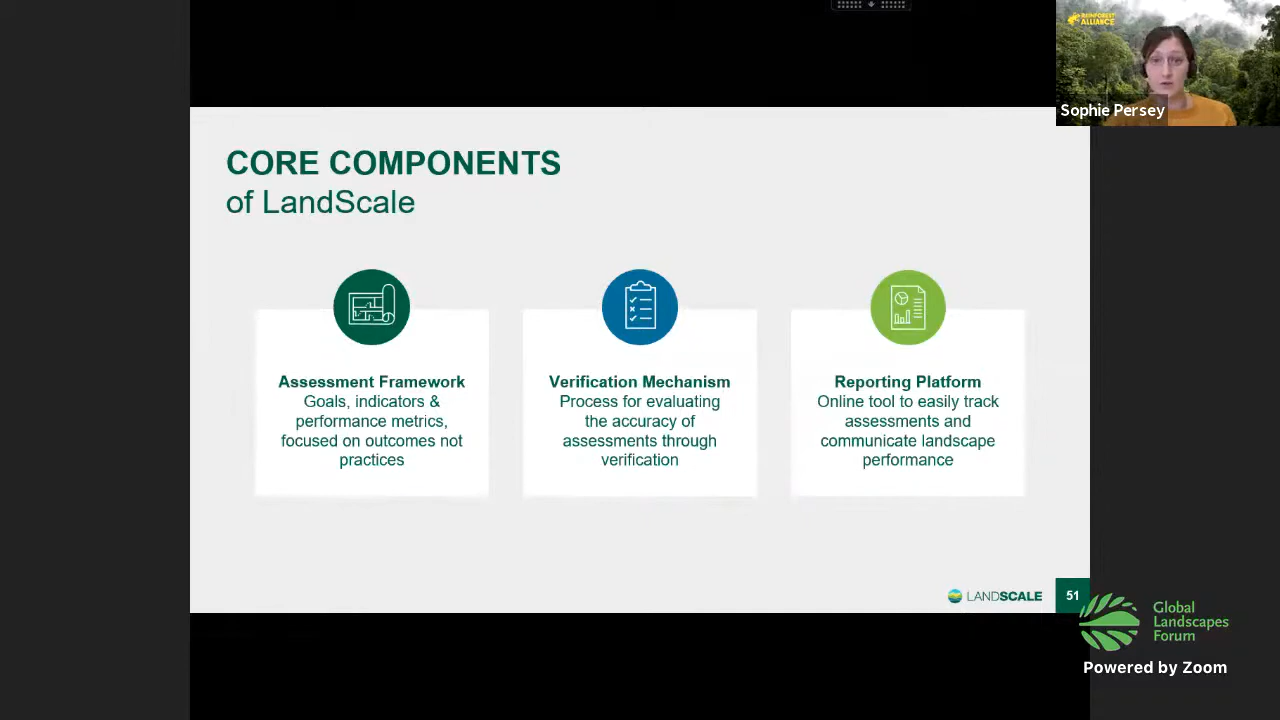 RAINFOREST
ALLIANCE
Sophie Persey
CORE COMPONENTS
of LandScale
Assessment Framework
Goals, indicators &
performance metrics,
focused on outcomes not
practices
Verification Mechanism
Process for evaluating
the accuracy of
assessments through
verification
Reporting Platform
Online tool to easily track
assessments and
communicate landscape
performance
LANDSCALE
51
Global
Landscapes
Forum
Powered by Zoom